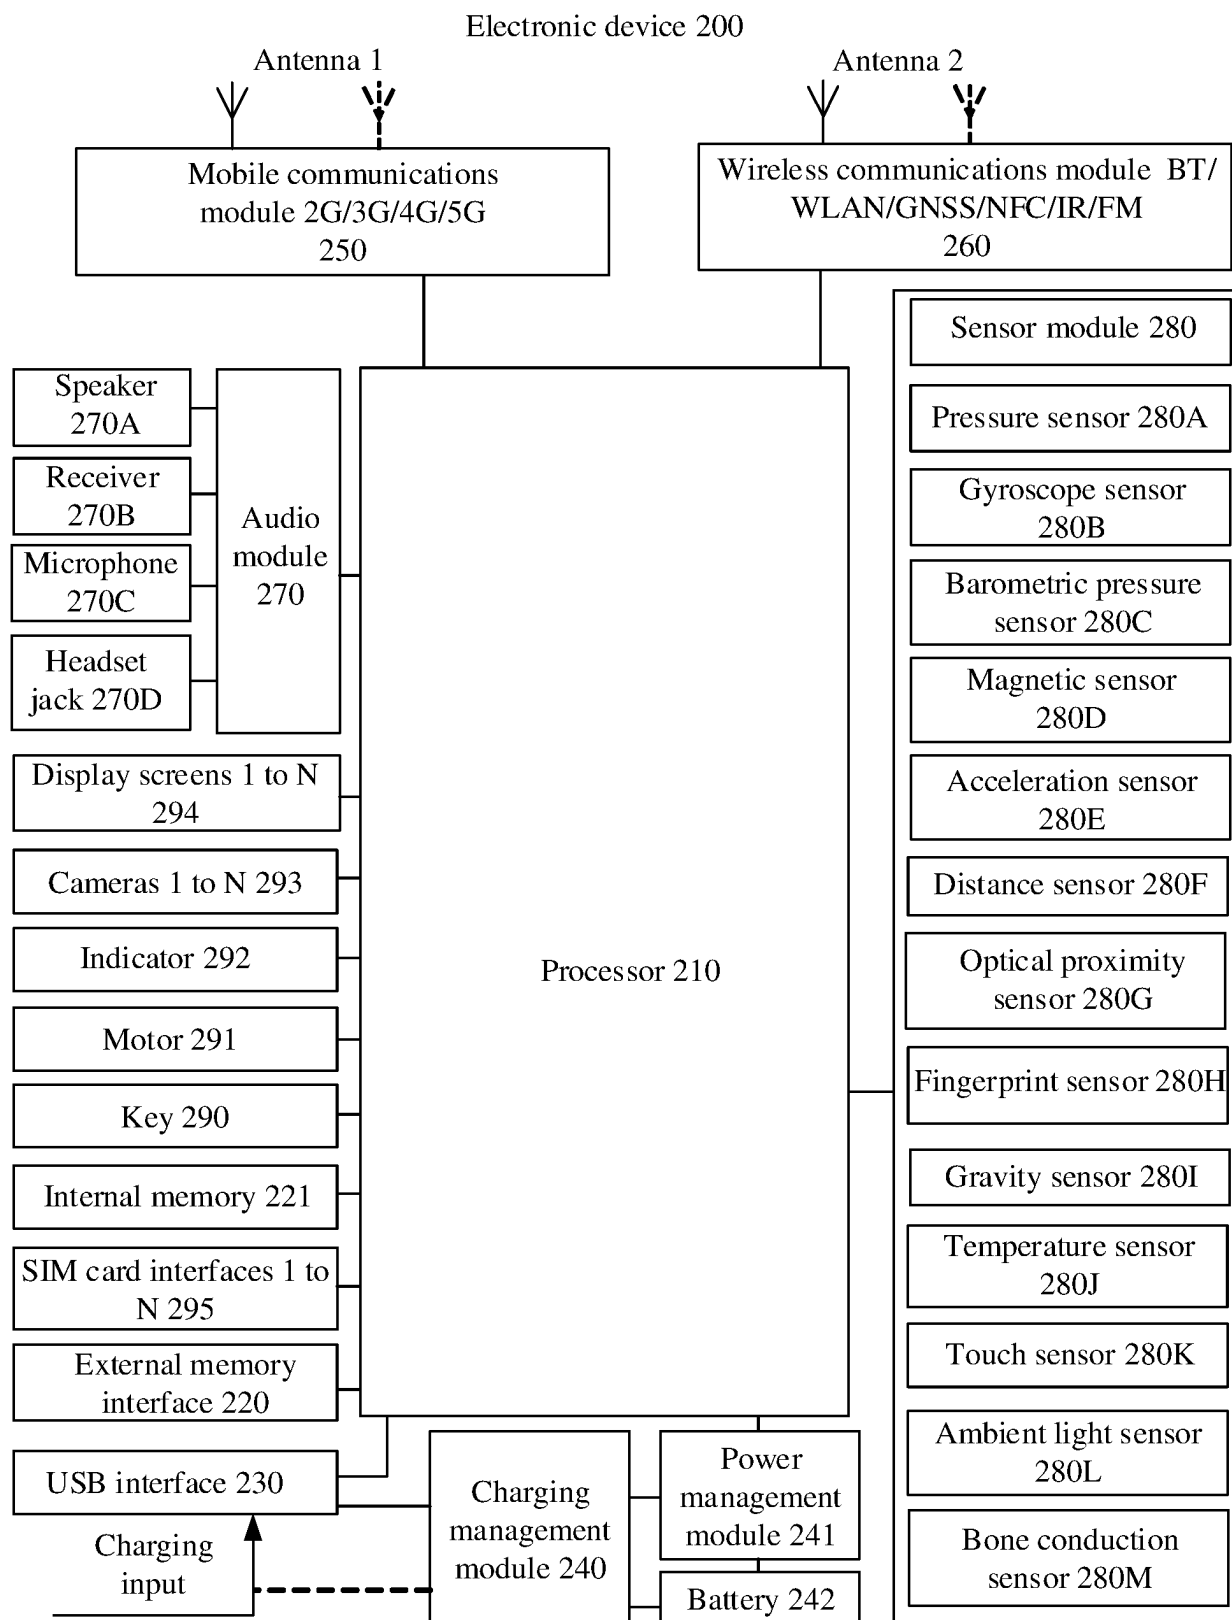 Electronic device 200
Antenna 1
Antenna 2
Mobile communications
module 2G/3G/4G/5G
250
Wireless communications module BT/
WLAN/GNSS/NFC/IR/FM
260
Speaker
270A
Receiver
270B
Microphone
270C
Headset
jack 270D
Audio
module
270
Display screens 1 to N
294
Cameras 1 to N 293
Indicator 292
Motor 291
Key 290
Internal memory 221
SIM card interfaces 1 to
N 295
External memory
interface 220
USB interface 230
Charging
input
Processor 210
Charging
management
module 240
Power
management
module 241
Battery 242
Sensor module 280
Pressure sensor 280A
Gyroscope sensor
280B
Barometric pressure
sensor 280C
Magnetic sensor
280D
Acceleration sensor
280E
Distance sensor 280F
Optical proximity
sensor 280G
Fingerprint sensor 280H
Gravity sensor 280I
Temperature sensor
280J
Touch sensor 280K
Ambient light sensor
280L
Bone conduction
sensor 280M